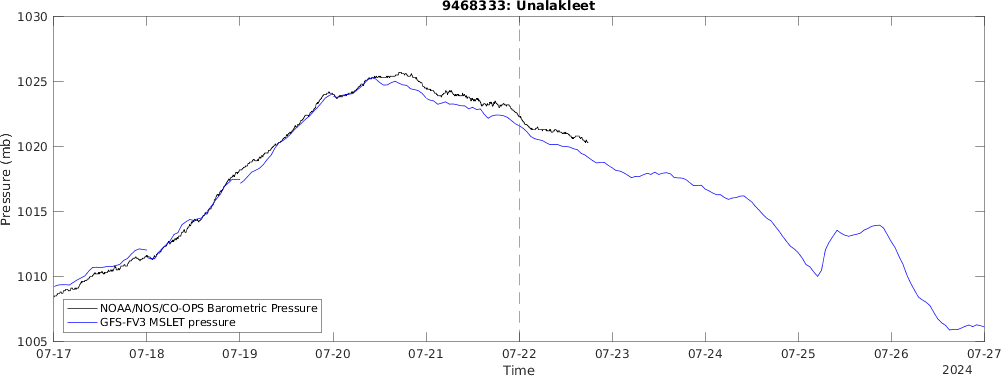 9468333: Unalakleet
1030
1025
1020
1015
1010
1005
Pressure (mb)
NOAA/NOS/CO-OPS Barometric Pressure
GFS-FV3 MSLET pressure
07-17 07-18 07-19 07-20 07-21 07-22 07-23 07-24 07-25 07-26 07-27
Time
2024